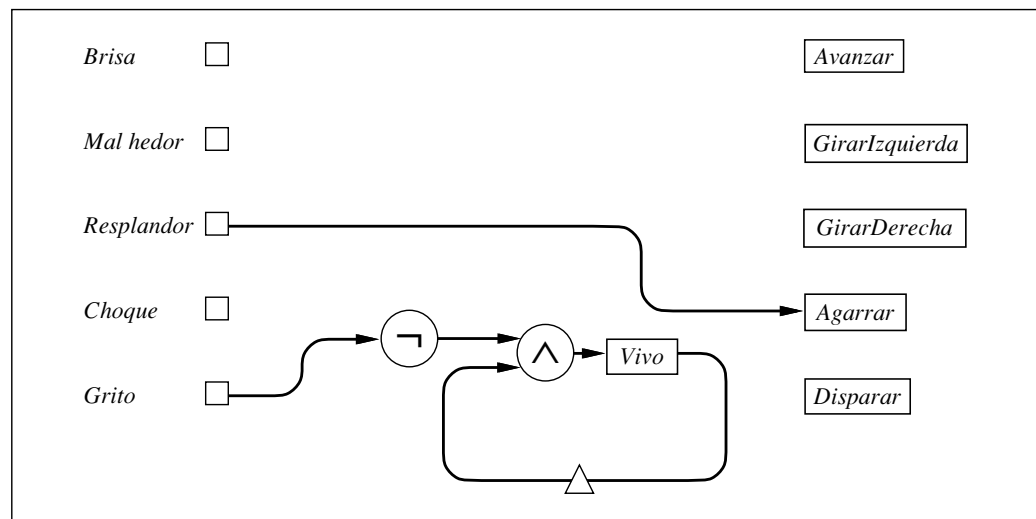 Brisa
Avanzar
Mal hedor
GirarIzquierda
Resplandor
GirarDerecha
Choque
Agarrar
¬
∧
Vivo
Grito
Disparar